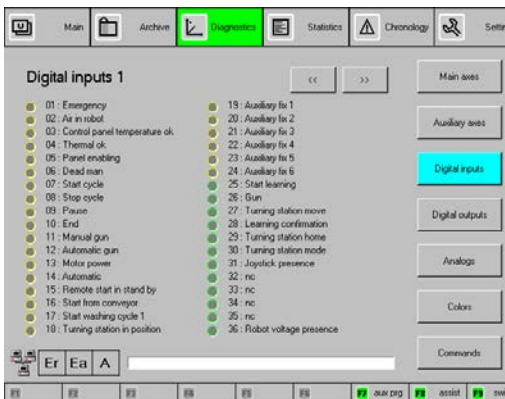 Main
Archive
Diagnostics
Statistics
Chronology
Digital inputs 1
<<
>>
Main axes
Auxiliary axes
Digital inputs
Digital outputs
Analogs
Colors
Commands
01 : Emergency
02 : Air in robot
03 : Control panel temperature ok
04 : Thermal ok
05 : Panel enabling
06 : Dead man
07 : Start cycle
08 : Stop cycle
09 : Pause
10 : End
11 : Manual gun
12 : Automatic gun
13 : Motor power
14 : Automatic
15 : Remote start in stand by
16 : Start from conveyor
17 : Start washing cycle 1
18 : Turning station in position
19 : Auxiliary fix 1
20 : Auxiliary fix 2
21 : Auxiliary fix 3
22 : Auxiliary fix 4
23 : Auxiliary fix 5
24 : Auxiliary fix 6
25 : Start learning
26 : Gun
27 : Turning station move
28 : Learning confirmation
29 : Turning station home
30 : Turning station mode
31 : Joystick presence
32 : nc
33 : nc
34 : nc
35 : nc
36 : Robot voltage presence
Er Ea A
F1 F2 F3 F4 F5 F6 F7 aux prg F8 assist F9